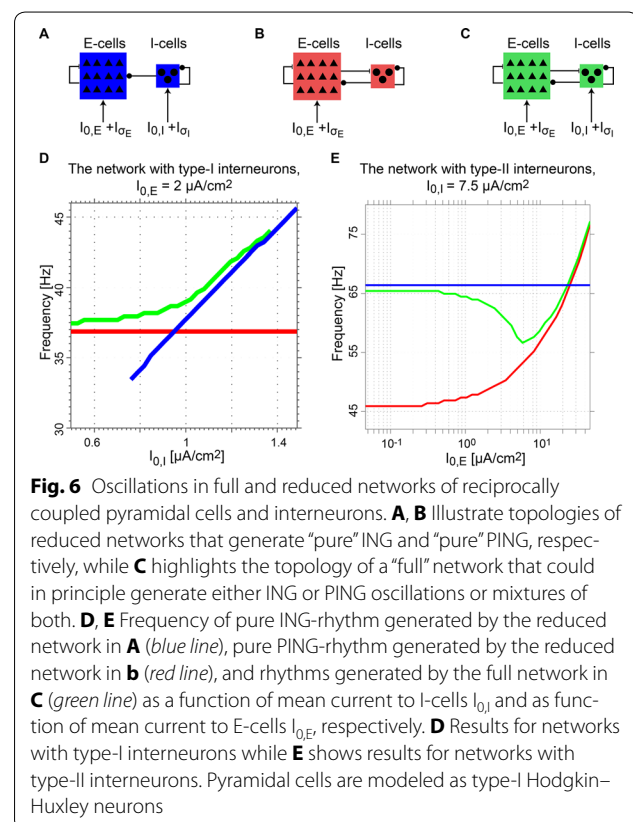 A
B
C
E-cells I-cells
E-cells I-cells
E-cells I-cells
I0,E +IσE I0,I +IσI
I0,E +IσE
I0,E +IσE I0,I +IσI
D
The network with type-I interneurons,
I0,E = 2 µA/cm2
Frequency [Hz]
45
40
35
30
0.6 1 1.4
I0,I [µA/cm2]
E
The network with type-II interneurons,
I0,I = 7.5 µA/cm2
Frequency [Hz]
75
65
55
45
10-1 100 101
I0,E [µA/cm2]
Fig. 6 Oscillations in full and reduced networks of reciprocally
coupled pyramidal cells and interneurons. A, B Illustrate topologies of
reduced networks that generate "pure" ING and "pure" PING, respec-
tively, while C highlights the topology of a "full" network that could
in principle generate either ING or PING oscillations or mixtures of
both. D, E Frequency of pure ING-rhythm generated by the reduced
network in A (blue line), pure PING-rhythm generated by the reduced
network in b (red line), and rhythms generated by the full network in
C (green line) as a function of mean current to I-cells I0,I and as func-
tion of mean current to E-cells I0,E, respectively. D Results for networks
with type-I interneurons while E shows results for networks with
type-II interneurons. Pyramidal cells are modeled as type-I Hodgkin–
Huxley neurons